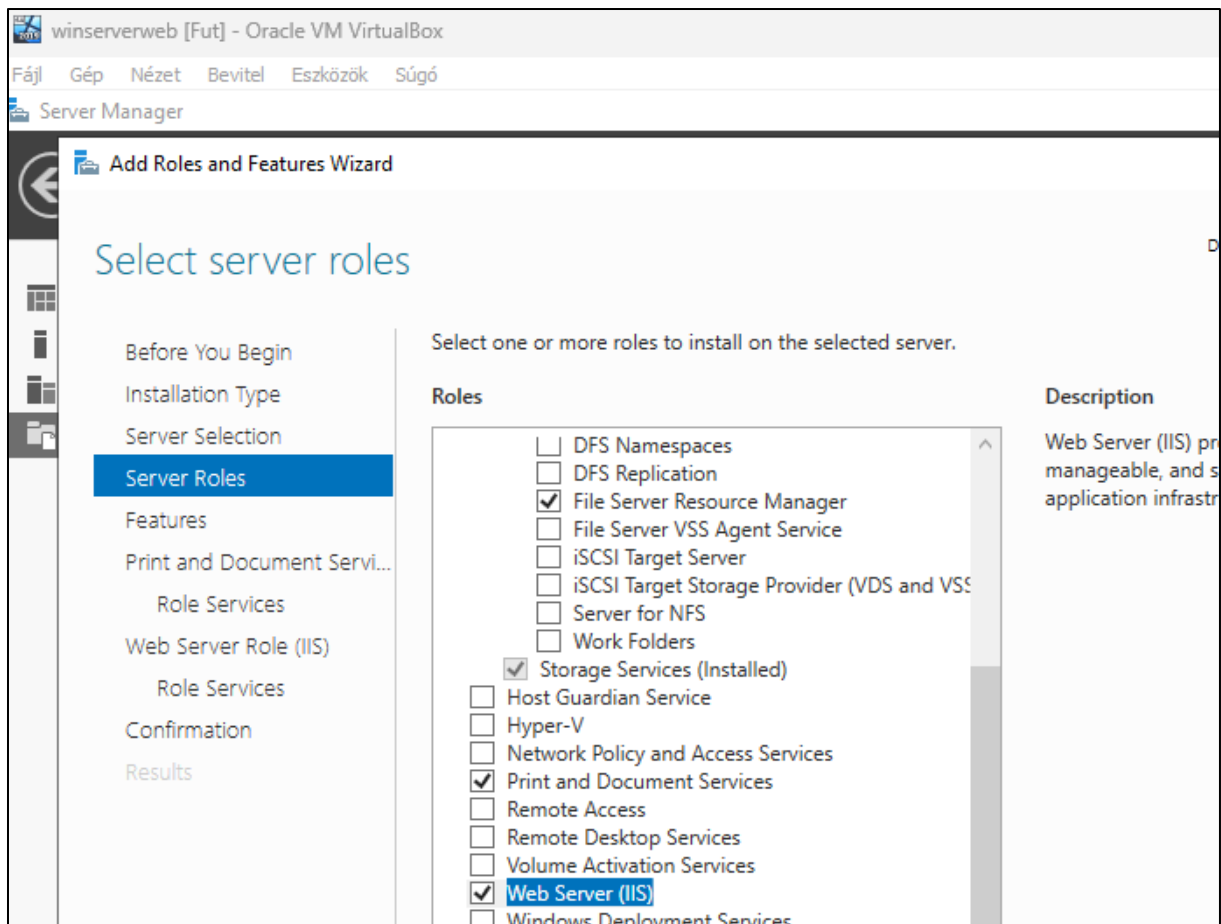 winserverweb [Fut] - Oracle VM VirtualBox
Fájl Gép Nézet Bevitel Eszközök Súgó
Server Manager
Add Roles and Features Wizard
Select server roles
D
Before You Begin
Installation Type
Server Selection
Server Roles
Features
Print and Document Servi...
Role Services
Web Server Role (IIS)
Role Services
Confirmation
Results
Select one or more roles to install on the selected server.
Roles
DFS Namespaces
DFS Replication
File Server Resource Manager
File Server VSS Agent Service
iSCSI Target Server
iSCSI Target Storage Provider (VDS and VSS
Server for NFS
Work Folders
Storage Services (Installed)
Host Guardian Service
Hyper-V
Network Policy and Access Services
Print and Document Services
Remote Access
Remote Desktop Services
Volume Activation Services
Web Server (IIS)
Windows Deployment Services
Description
Web Server (IIS) pr
manageable, and s
application infrastr